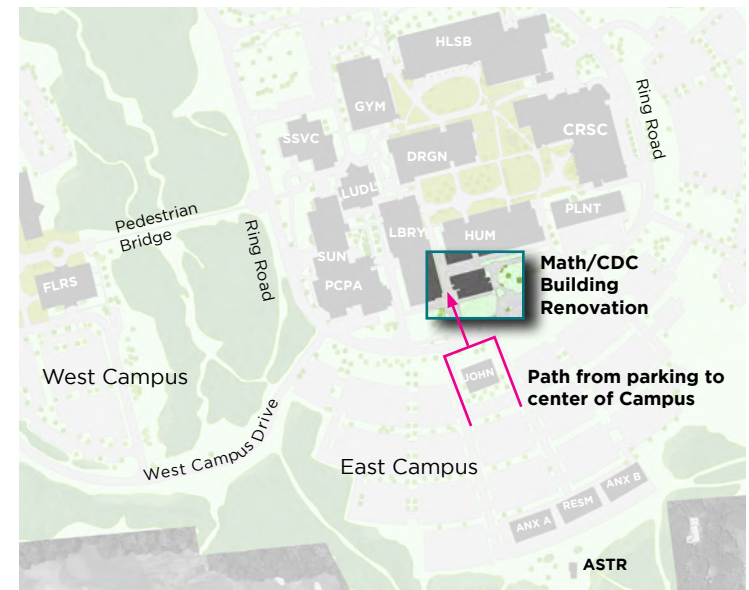 HLSB
GYM
Ring Road
CRSC
SSVC
DRGN
LUDL
Pedestrian
Bridge
Ring Road
LBRY
HUM
PLNT
SUN
PCPA
FLRS
Math/CDC
Building
Renovation
West Campus
JOHN
Path from parking to
center of Campus
West Campus Drive
East Campus
ANX A
RESM
ANX B
ASTR